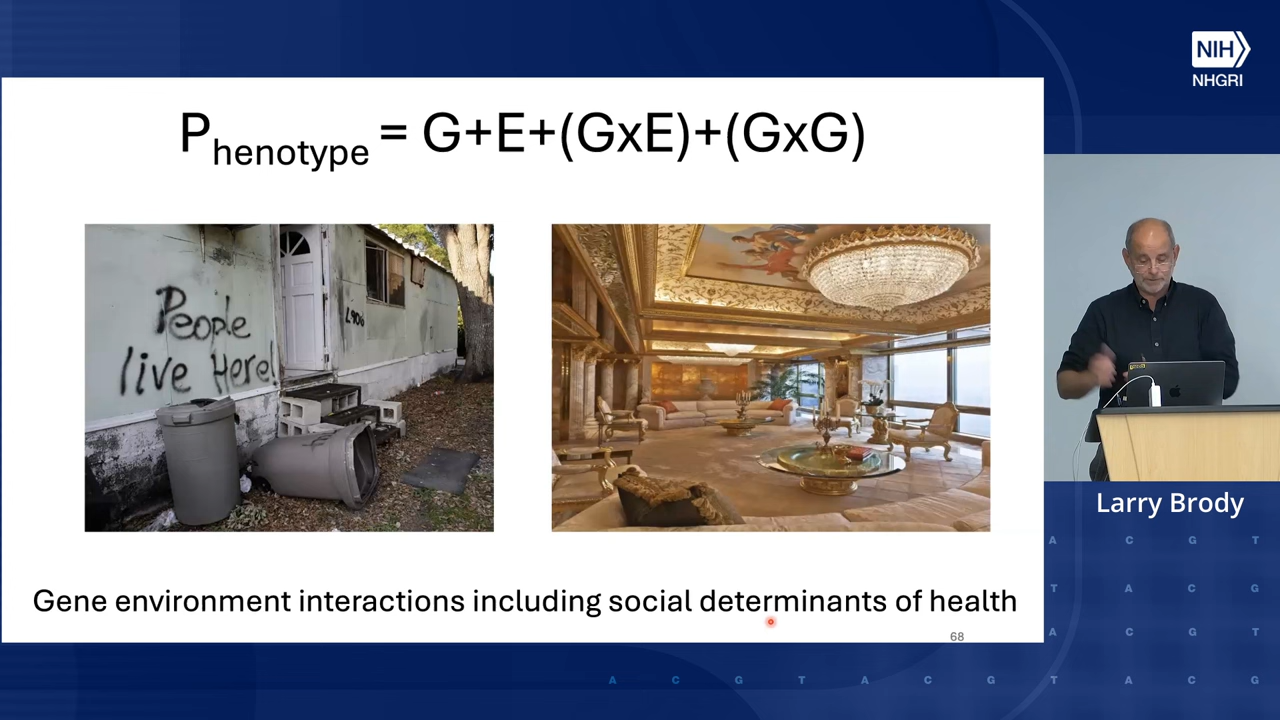 NIH
NHGRI
Phenotype = G+E+(GxE)+(GxG)
People
live Here!
Gene environment interactions including social determinants of health
68
Larry Brody
A C G T
T A C G
A C G T
A C G T A C G T A C G